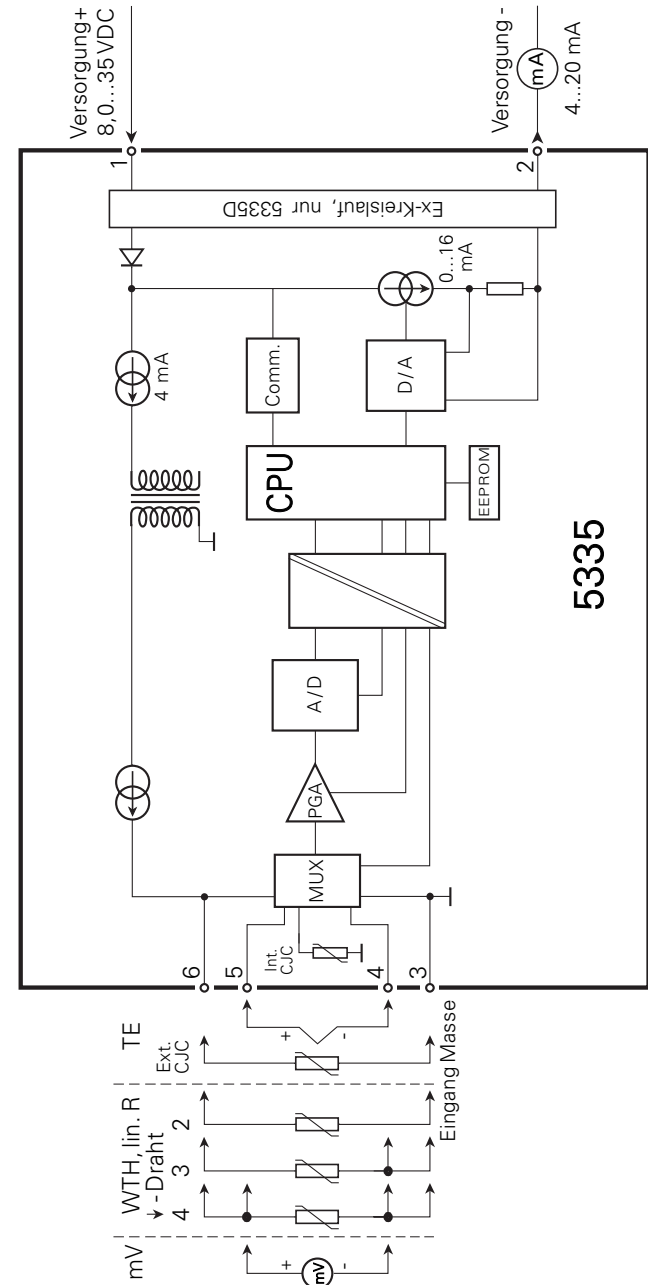 Versorgung+
8,0...35 VDC
Versorgung -
mA
4...20 mA
1
2
Ex-Kreislauf, nur 5335D
0...16
mA
4 mA
Comm.
D/A
CPU
EEPROM
5335
A/D
PGA
MUX
Int.
CJC
6
5
4
3
TE
Ext.
CJC
+
-
Eingang Masse
WTH, lin. R
-Draht
2
3
4
mV
+
-
mV